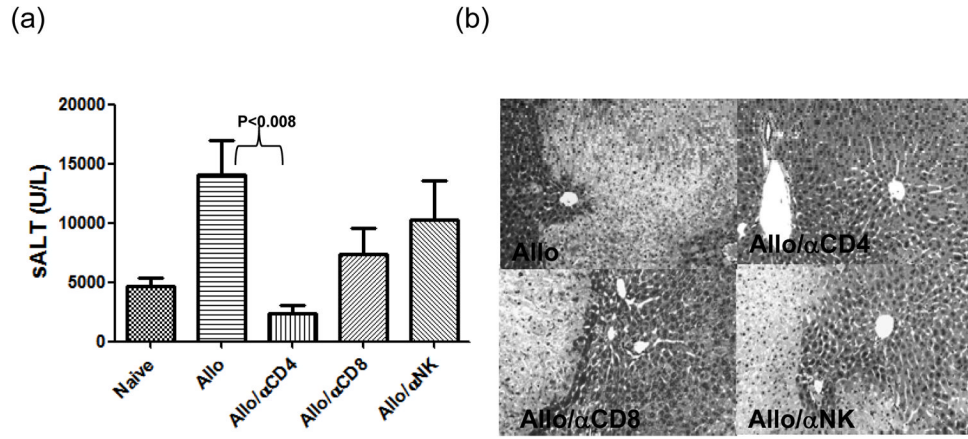 (a)
(b)
sALT (U/L)
20000
15000
10000
5000
0
P<0.008
Naive
Allo
Allo/αCD4
Allo/αCD8
Allo/αNK
Allo
Allo/αCD4
Allo/αCD8
Allo/αNK